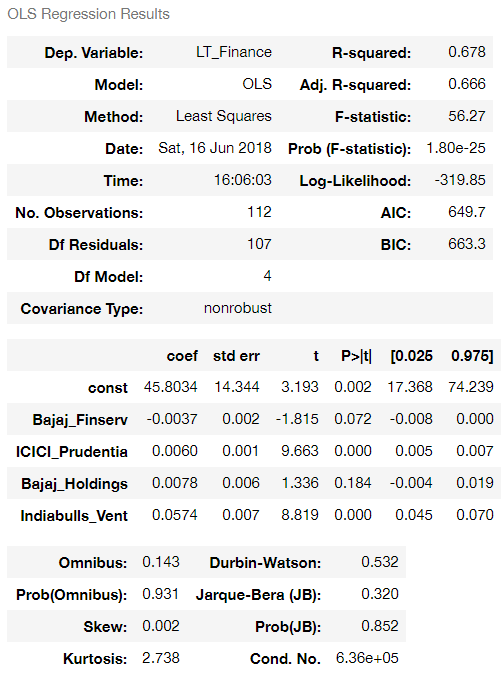 OLS Regression Results
Dep. Variable: LT_Finance R-squared: 0.678
Model: OLS Adj. R-squared: 0.666
Method: Least Squares F-statistic: 56.27
Date: Sat, 16 Jun 2018 Prob (F-statistic): 1.80e-25
Time: 16:06:03 Log-Likelihood: -319.85
No. Observations: 112 AIC: 649.7
Df Residuals: 107 BIC: 663.3
Df Model: 4
Covariance Type: nonrobust
coef std err t P>|t| [0.025 0.975]
const 45.8034 14.344 3.193 0.002 17.368 74.239
Bajaj_Finserv -0.0037 0.002 -1.815 0.072 -0.008 0.000
ICICI_Prudentia 0.0060 0.001 9.663 0.000 0.005 0.007
Bajaj_Holdings 0.0078 0.006 1.336 0.184 -0.004 0.019
Indiabulls_Vent 0.0574 0.007 8.819 0.000 0.045 0.070
Omnibus: 0.143 Durbin-Watson: 0.532
Prob(Omnibus): 0.931 Jarque-Bera (JB): 0.320
Skew: 0.002 Prob(JB): 0.852
Kurtosis: 2.738 Cond. No. 6.36e+05